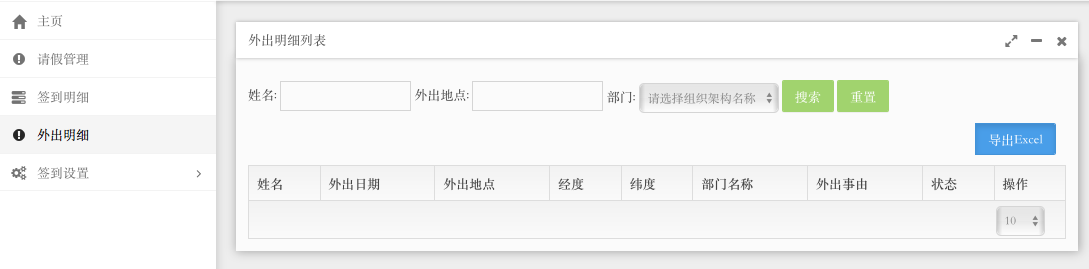 主页
请假管理
签到明细
外出明细
签到设置
外出明细列表
姓名: 外出地点: 部门: 请选择组织架构名称 搜索 重置
导出Excel
姓名 外出日期 外出地点 经度 纬度 部门名称 外出事由 状态 操作
10